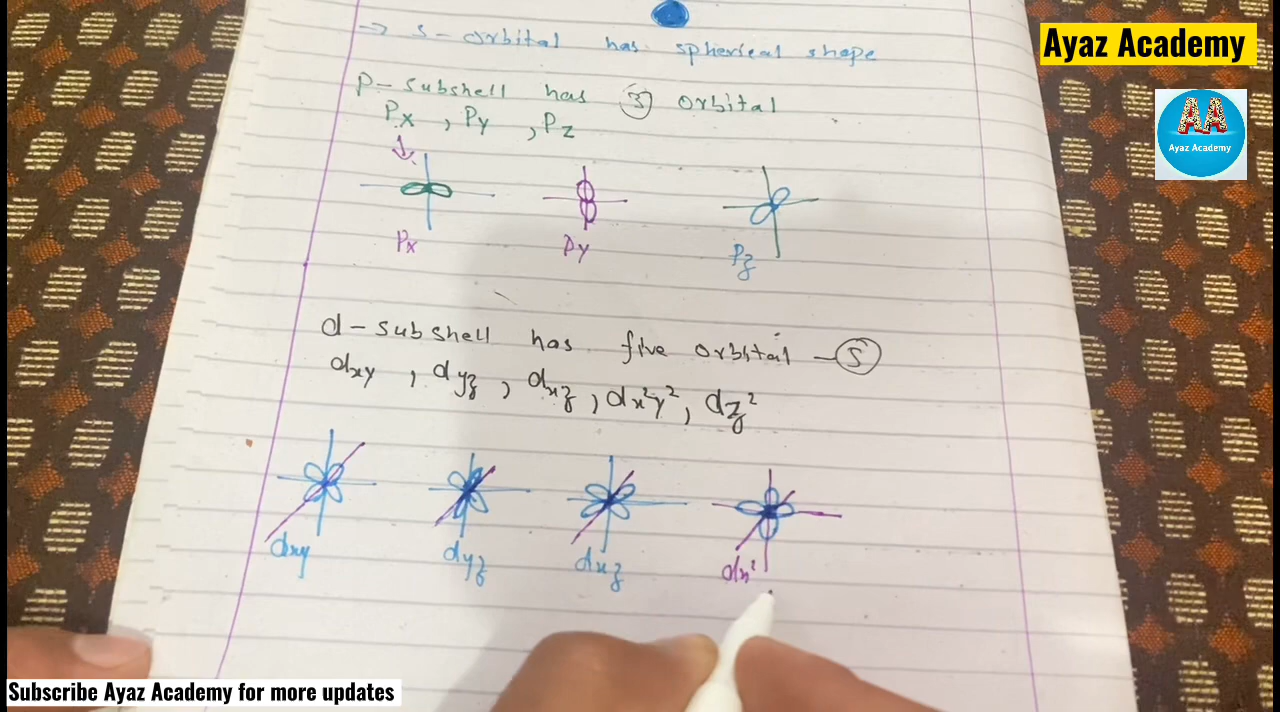 → s-orbital has spherical shape
P-subshell has ③ orbital
Px , Py , Pz
Px Py Pz
d-subshell has five orbital -⑤
dxy , dyz , dxz , dx²y² , dz²
dxy dyz dxz dx²
Ayaz Academy
AA
Ayaz Academy
Subscribe Ayaz Academy for more updates